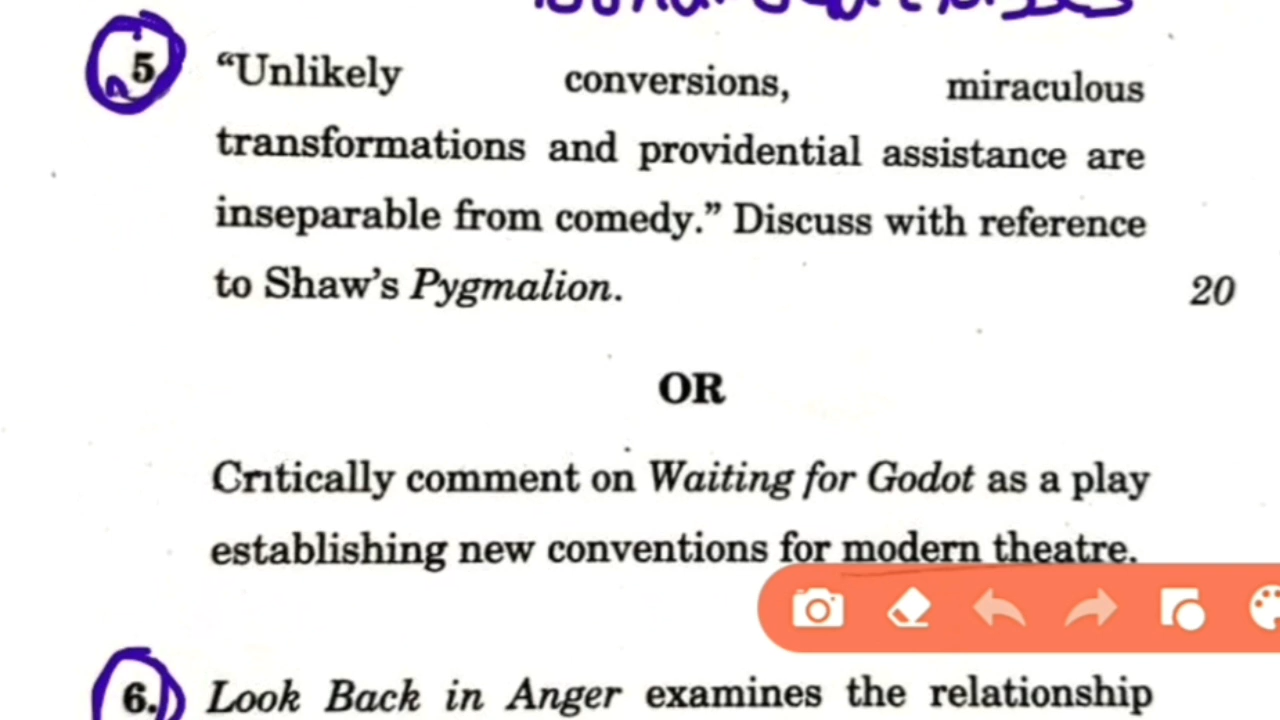 5 “Unlikely conversions, miraculous
transformations and providential assistance are
inseparable from comedy.” Discuss with reference
to Shaw’s Pygmalion. 20
OR
Critically comment on Waiting for Godot as a play
establishing new conventions for modern theatre.
6. Look Back in Anger examines the relationship